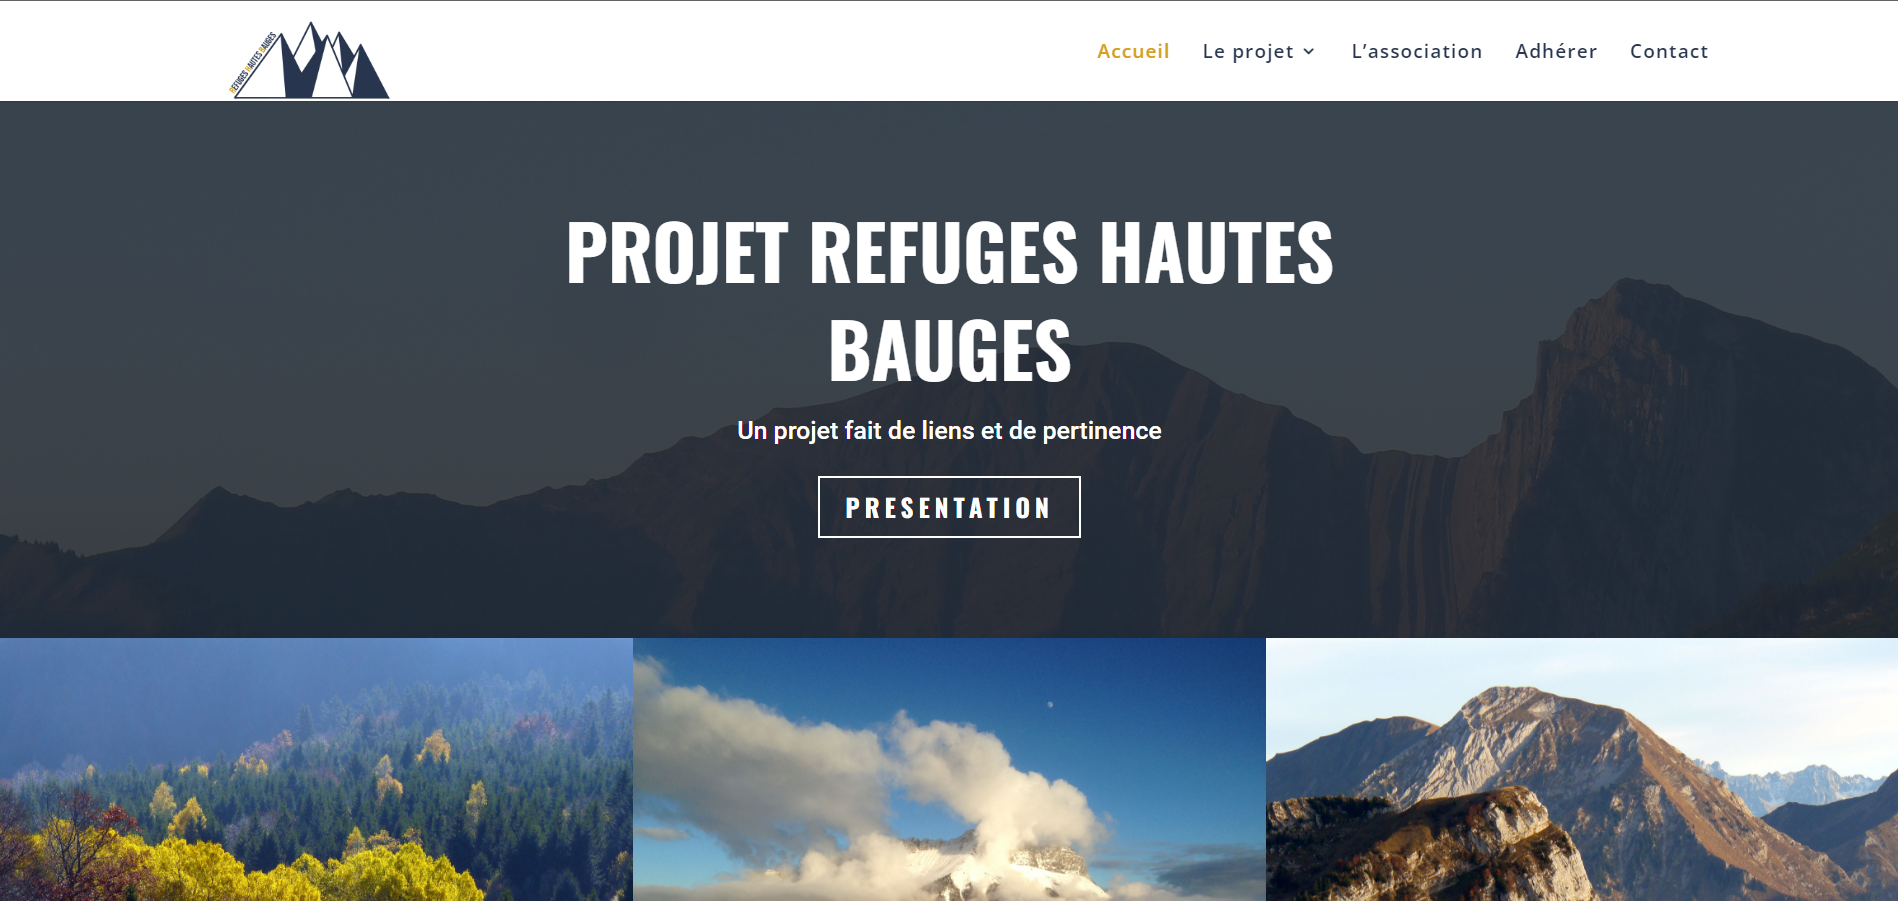 REFUGES HAUTES BAUGES
Accueil
Le projet
L’association
Adhérer
Contact
PROJET REFUGES HAUTES
BAUGES
Un projet fait de liens et de pertinence
PRESENTATION